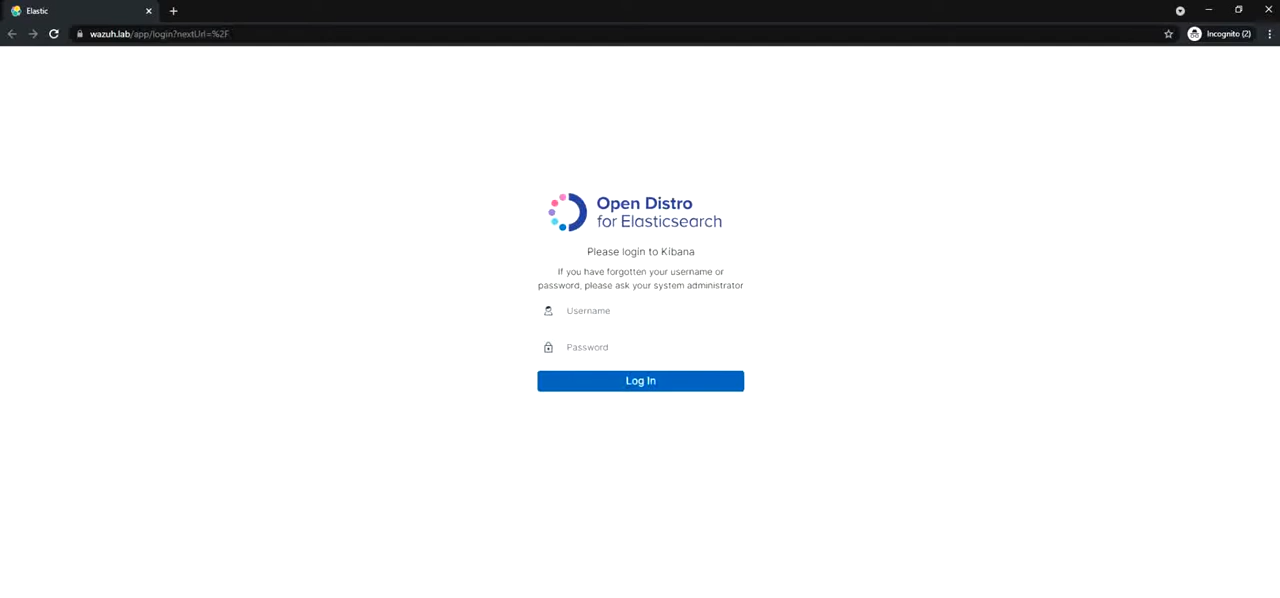 Elastic
wazuh.lab/app/login?nextUrl=%2F
Incognito (2)
Open Distro
for Elasticsearch
Please login to Kibana
If you have forgotten your username or
password, please ask your system administrator
Username
Password
Log In